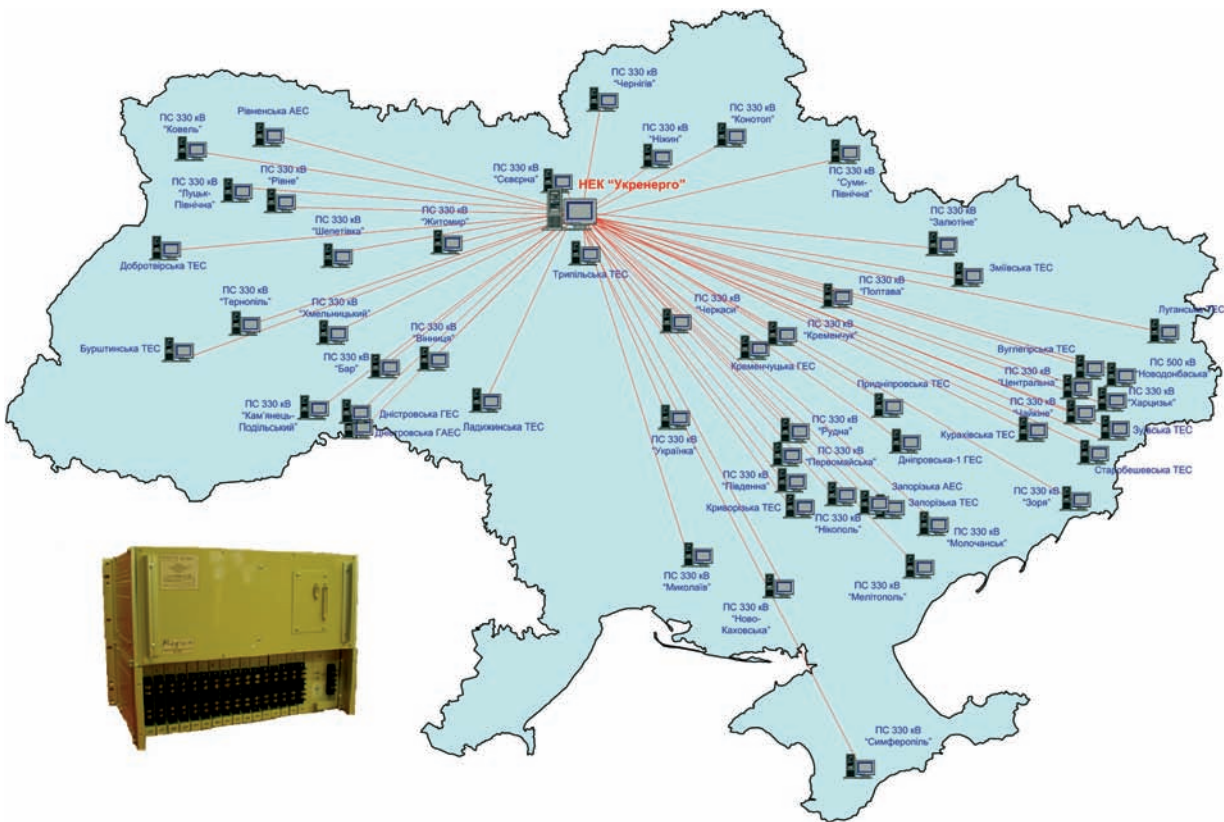 ПС 330 кВ
"Чернігів"
Рівненська АЕС
ПС 330 кВ
"Ковель"
ПС 330 кВ
"Конотоп"
ПС 330 кВ
"Ніжин"
ПС 330 кВ
"Сєвєрна"
НЕК "Укренерго"
ПС 330 кВ
"Суми-
Північна"
ПС 330 кВ
"Луцьк-
Північна"
ПС 330 кВ
"Рівне"
ПС 330 кВ
"Житомир"
ПС 330 кВ
"Шепетівка"
ПС 330 кВ
"Залютіне"
Добротвірська ТЕС
Трипільська ТЕС
Зміївська ТЕС
ПС 330 кВ
"Полтава"
ПС 330 кВ
"Тернопіль"
ПС 330 кВ
"Хмельницький"
ПС 330 кВ
"Черкаси"
Луганська ТЕС
ПС 330 кВ
"Вінниця"
ПС 330 кВ
"Кременчук"
Бурштинська ТЕС
ПС 330 кВ
"Бар"
Кременчуцька ГЕС
Вуглегірська ТЕС
ПС 500 кВ
"Новодонбаська"
ПС 330 кВ
"Центральна"
Придніпровська ТЕС
ПС 330 кВ
"Харцизьк"
ПС 330 кВ
"Кам'янець-
Подільський"
Дністровська ГЕС
Дністровська ГАЕС
Ладижинська ТЕС
ПС 330 кВ
"Українка"
ПС 330 кВ
"Рудна"
ПС 330 кВ
"Чайкіне"
Курахівська ТЕС
Зуївська ТЕС
Дніпровська-1 ГЕС
ПС 330 кВ
"Первомайська"
Старобешевська ТЕС
ПС 330 кВ
"Південна"
Запорізька АЕС
Запорізька ТЕС
ПС 330 кВ
"Зоря"
Криворізька ТЕС
ПС 330 кВ
"Нікополь"
ПС 330 кВ
"Молочанськ"
ПС 330 кВ
"Миколаїв"
ПС 330 кВ
"Мелітополь"
ПС 330 кВ
"Ново-
Каховська"
ПС 330 кВ
"Симферопіль"